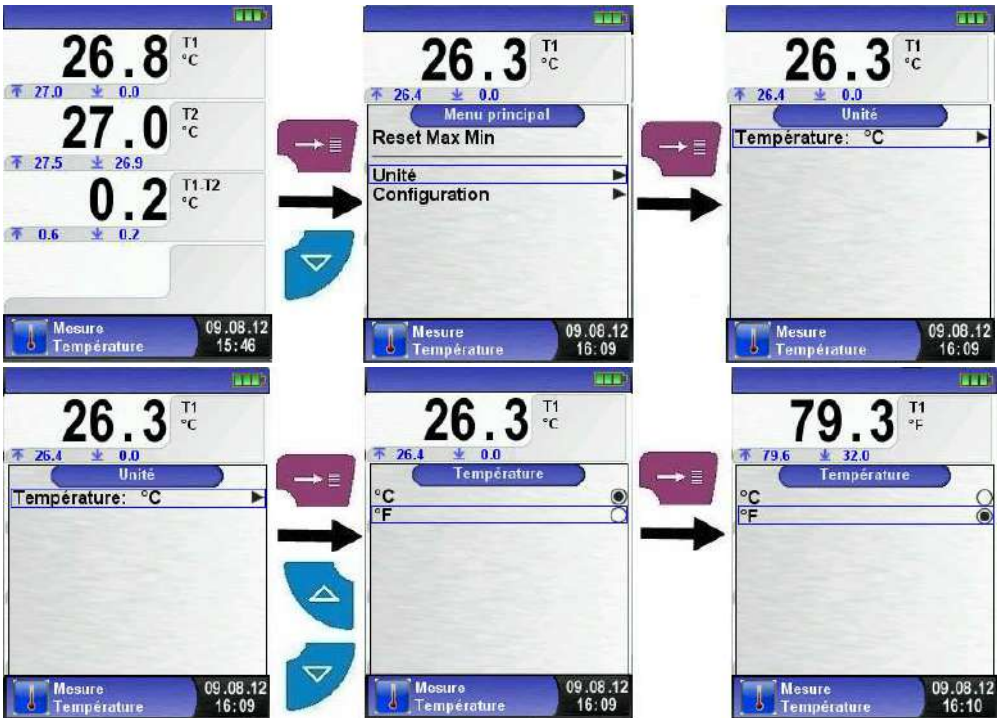 26.8 T1
°C
27.0 0.0
27.0 T2
°C
27.5 26.9
0.2 T1-T2
°C
0.6 0.2
Mesure
Température
09.08.12
15:46
26.3 T1
°C
26.4 0.0
Menu principal
Reset Max Min
Unité
Configuration
Mesure
Température
09.08.12
16:09
26.3 T1
°C
26.4 0.0
Unité
Température: °C
Mesure
Température
09.08.12
16:09
26.3 T1
°C
26.4 0.0
Unité
Température: °C
Mesure
Température
09.08.12
16:09
26.3 T1
°C
26.4 0.0
Température
°C
°F
Mesure
Température
09.08.12
16:09
79.3 T1
°F
79.6 32.0
Température
°C
°F
Mesure
Température
09.08.12
16:10